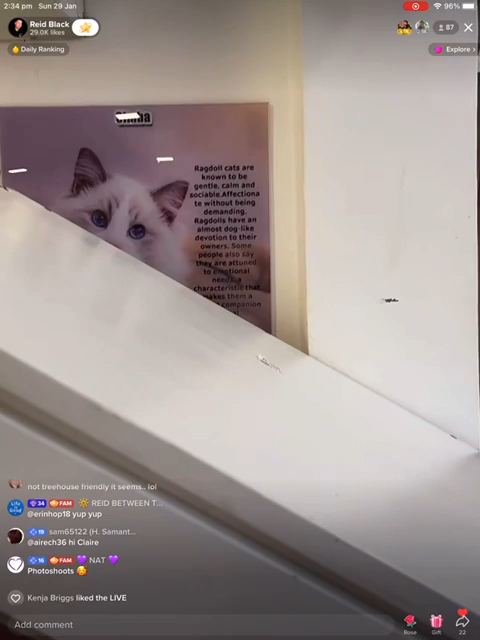 2:34 pm Sun 29 Jan
96%
Reid Black
29.0K likes
87
Daily Ranking
Explore >
Ragdoll cats are
known to be
gentle, calm and
sociable.Affectiona
te without being
demanding,
Ragdolls have an
almost dog-like
devotion to their
owners. Some
people also say
they are attuned
to emotional
needs, a
characteristic that
makes them a
companion
not treehouse friendly it seems.. lol
34 FAM REID BETWEEN T...
@erinhop18 yup yup
19 sam65122 (H. Samant...
@airech36 hi Claire
16 FAM 💜 NAT 💜
Photoshoots 🥰
Kenja Briggs liked the LIVE
Add comment
Rose
Gift
22